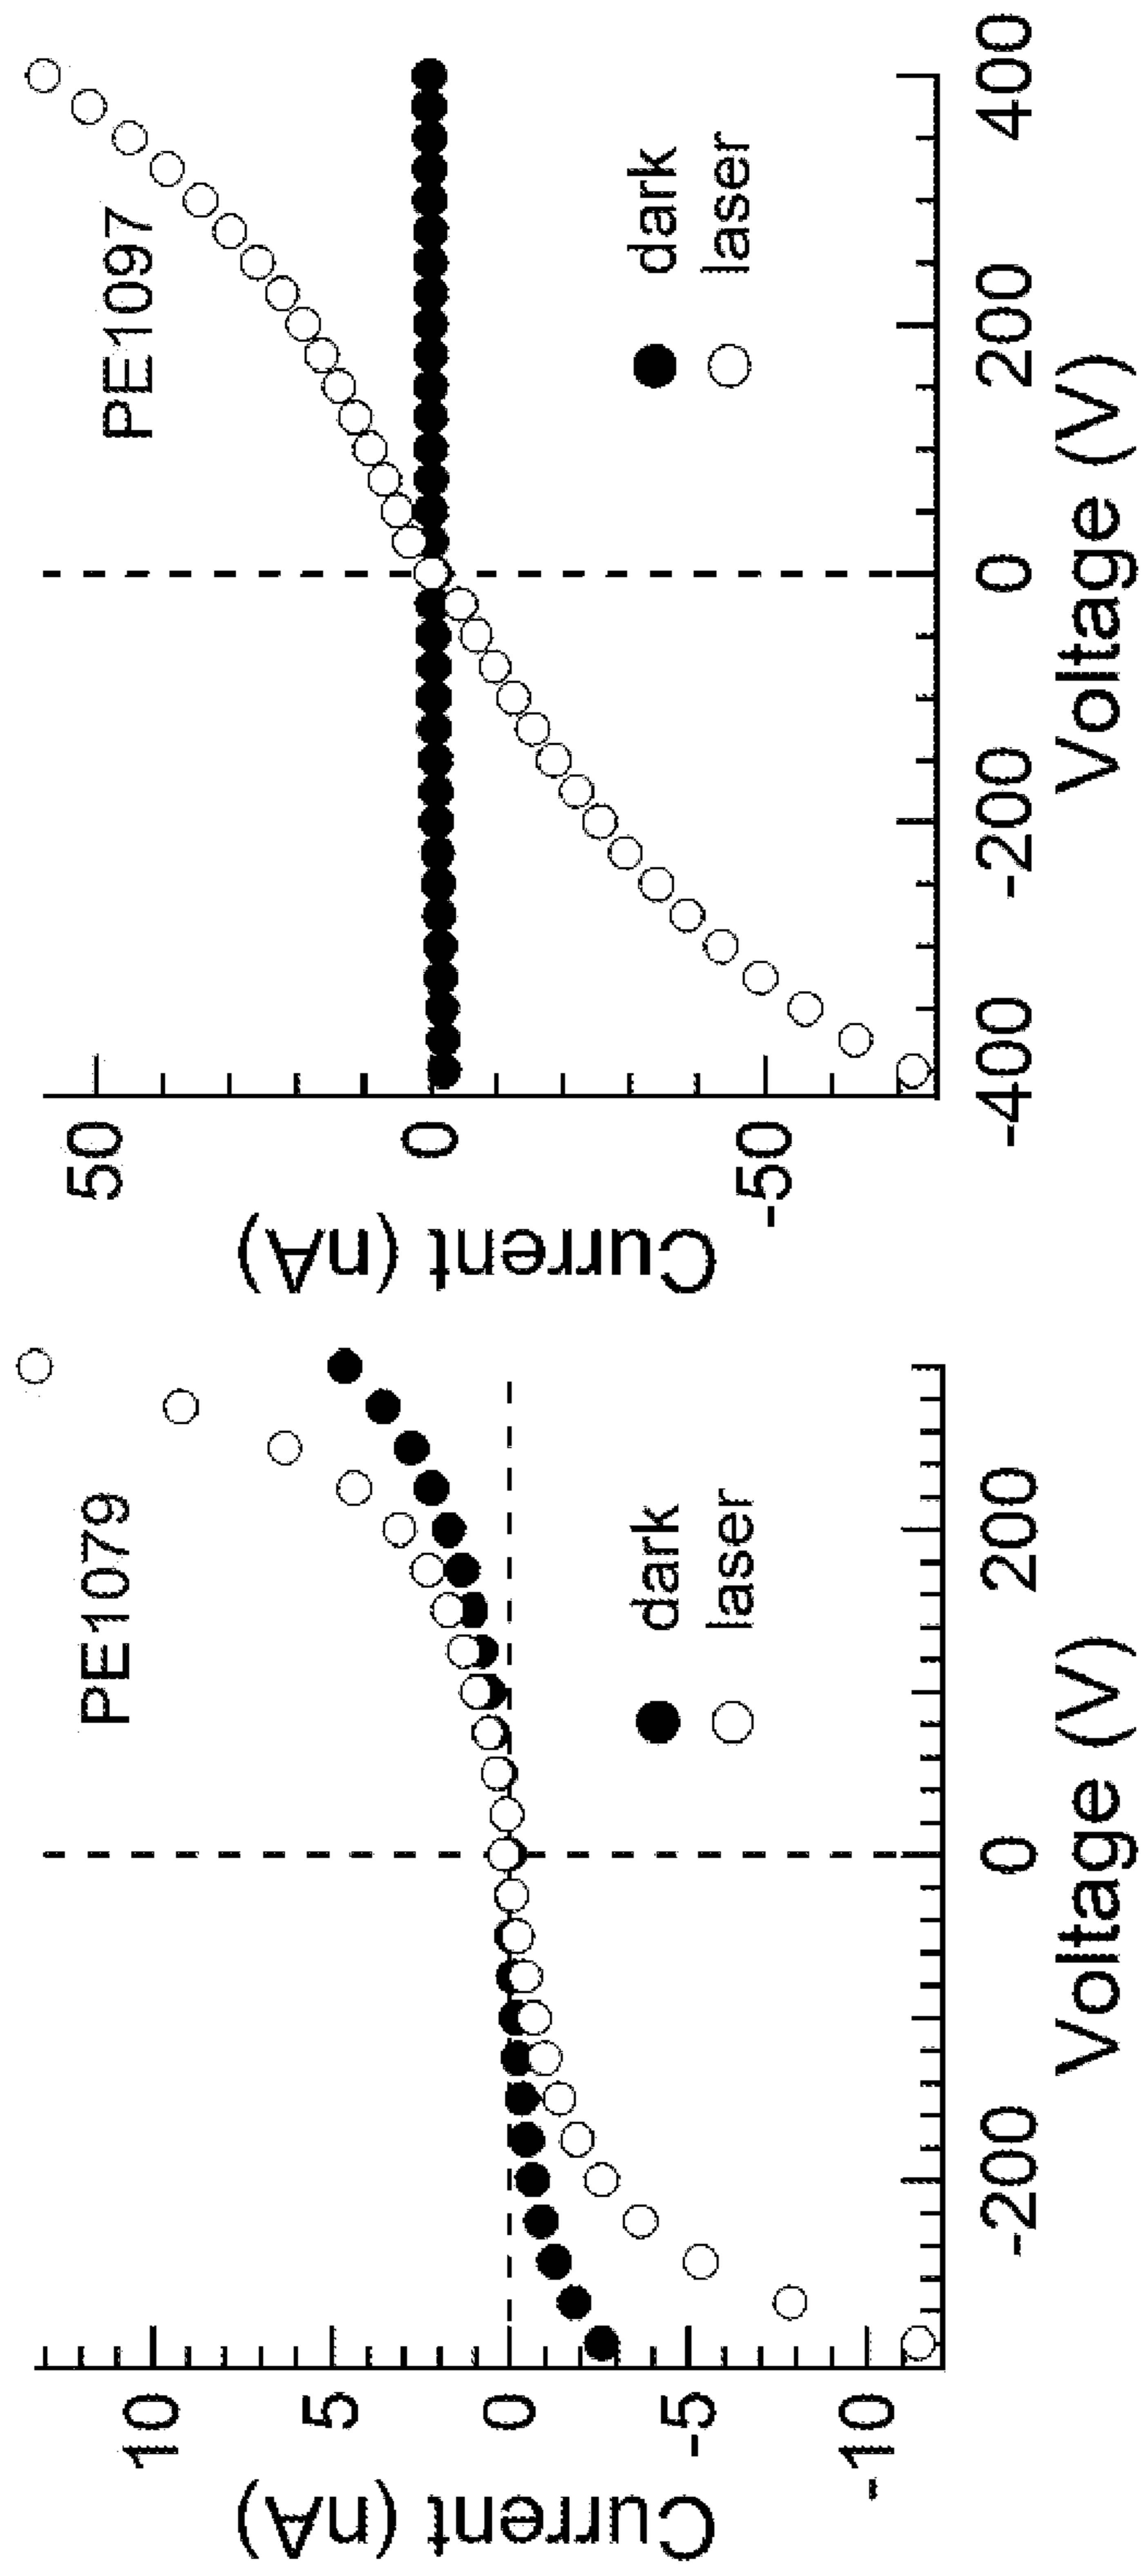 PE1079
Current (nA)
10
5
0
-5
-10
dark
laser
-200
0
200
Voltage (V)
PE1097
Current (nA)
50
0
-50
dark
laser
-400
-200
0
200
400
Voltage (V)